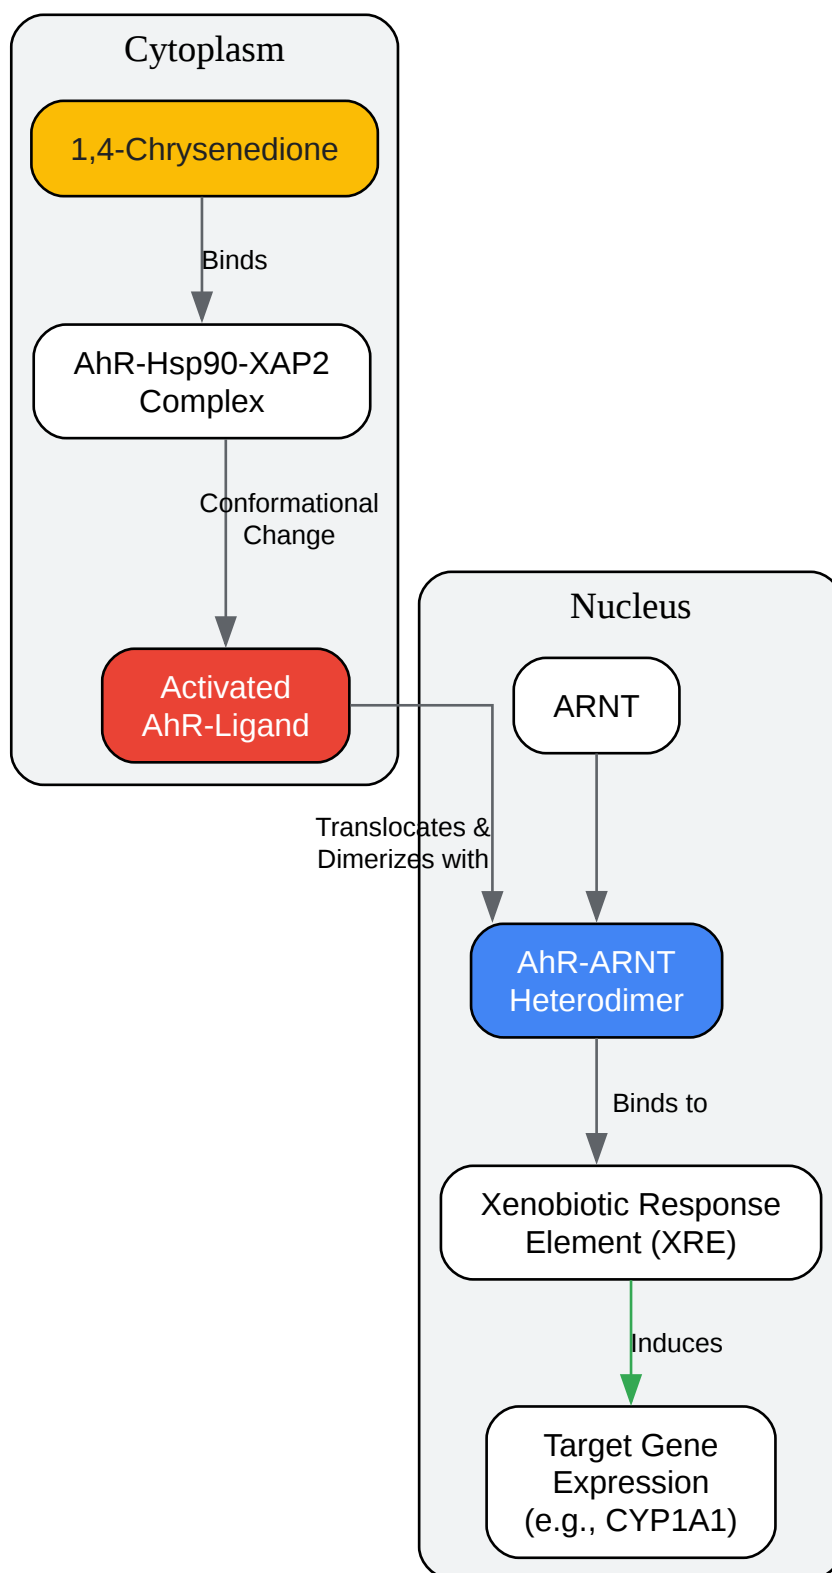 Cytoplasm
1,4-Chrysenedione
Binds
AhR-Hsp90-XAP2
Complex
Conformational
Change
Activated
AhR-Ligand
Nucleus
ARNT
Translocates &
Dimerizes with
AhR-ARNT
Heterodimer
Binds to
Xenobiotic Response
Element (XRE)
Induces
Target Gene
Expression
(e.g., CYP1A1)